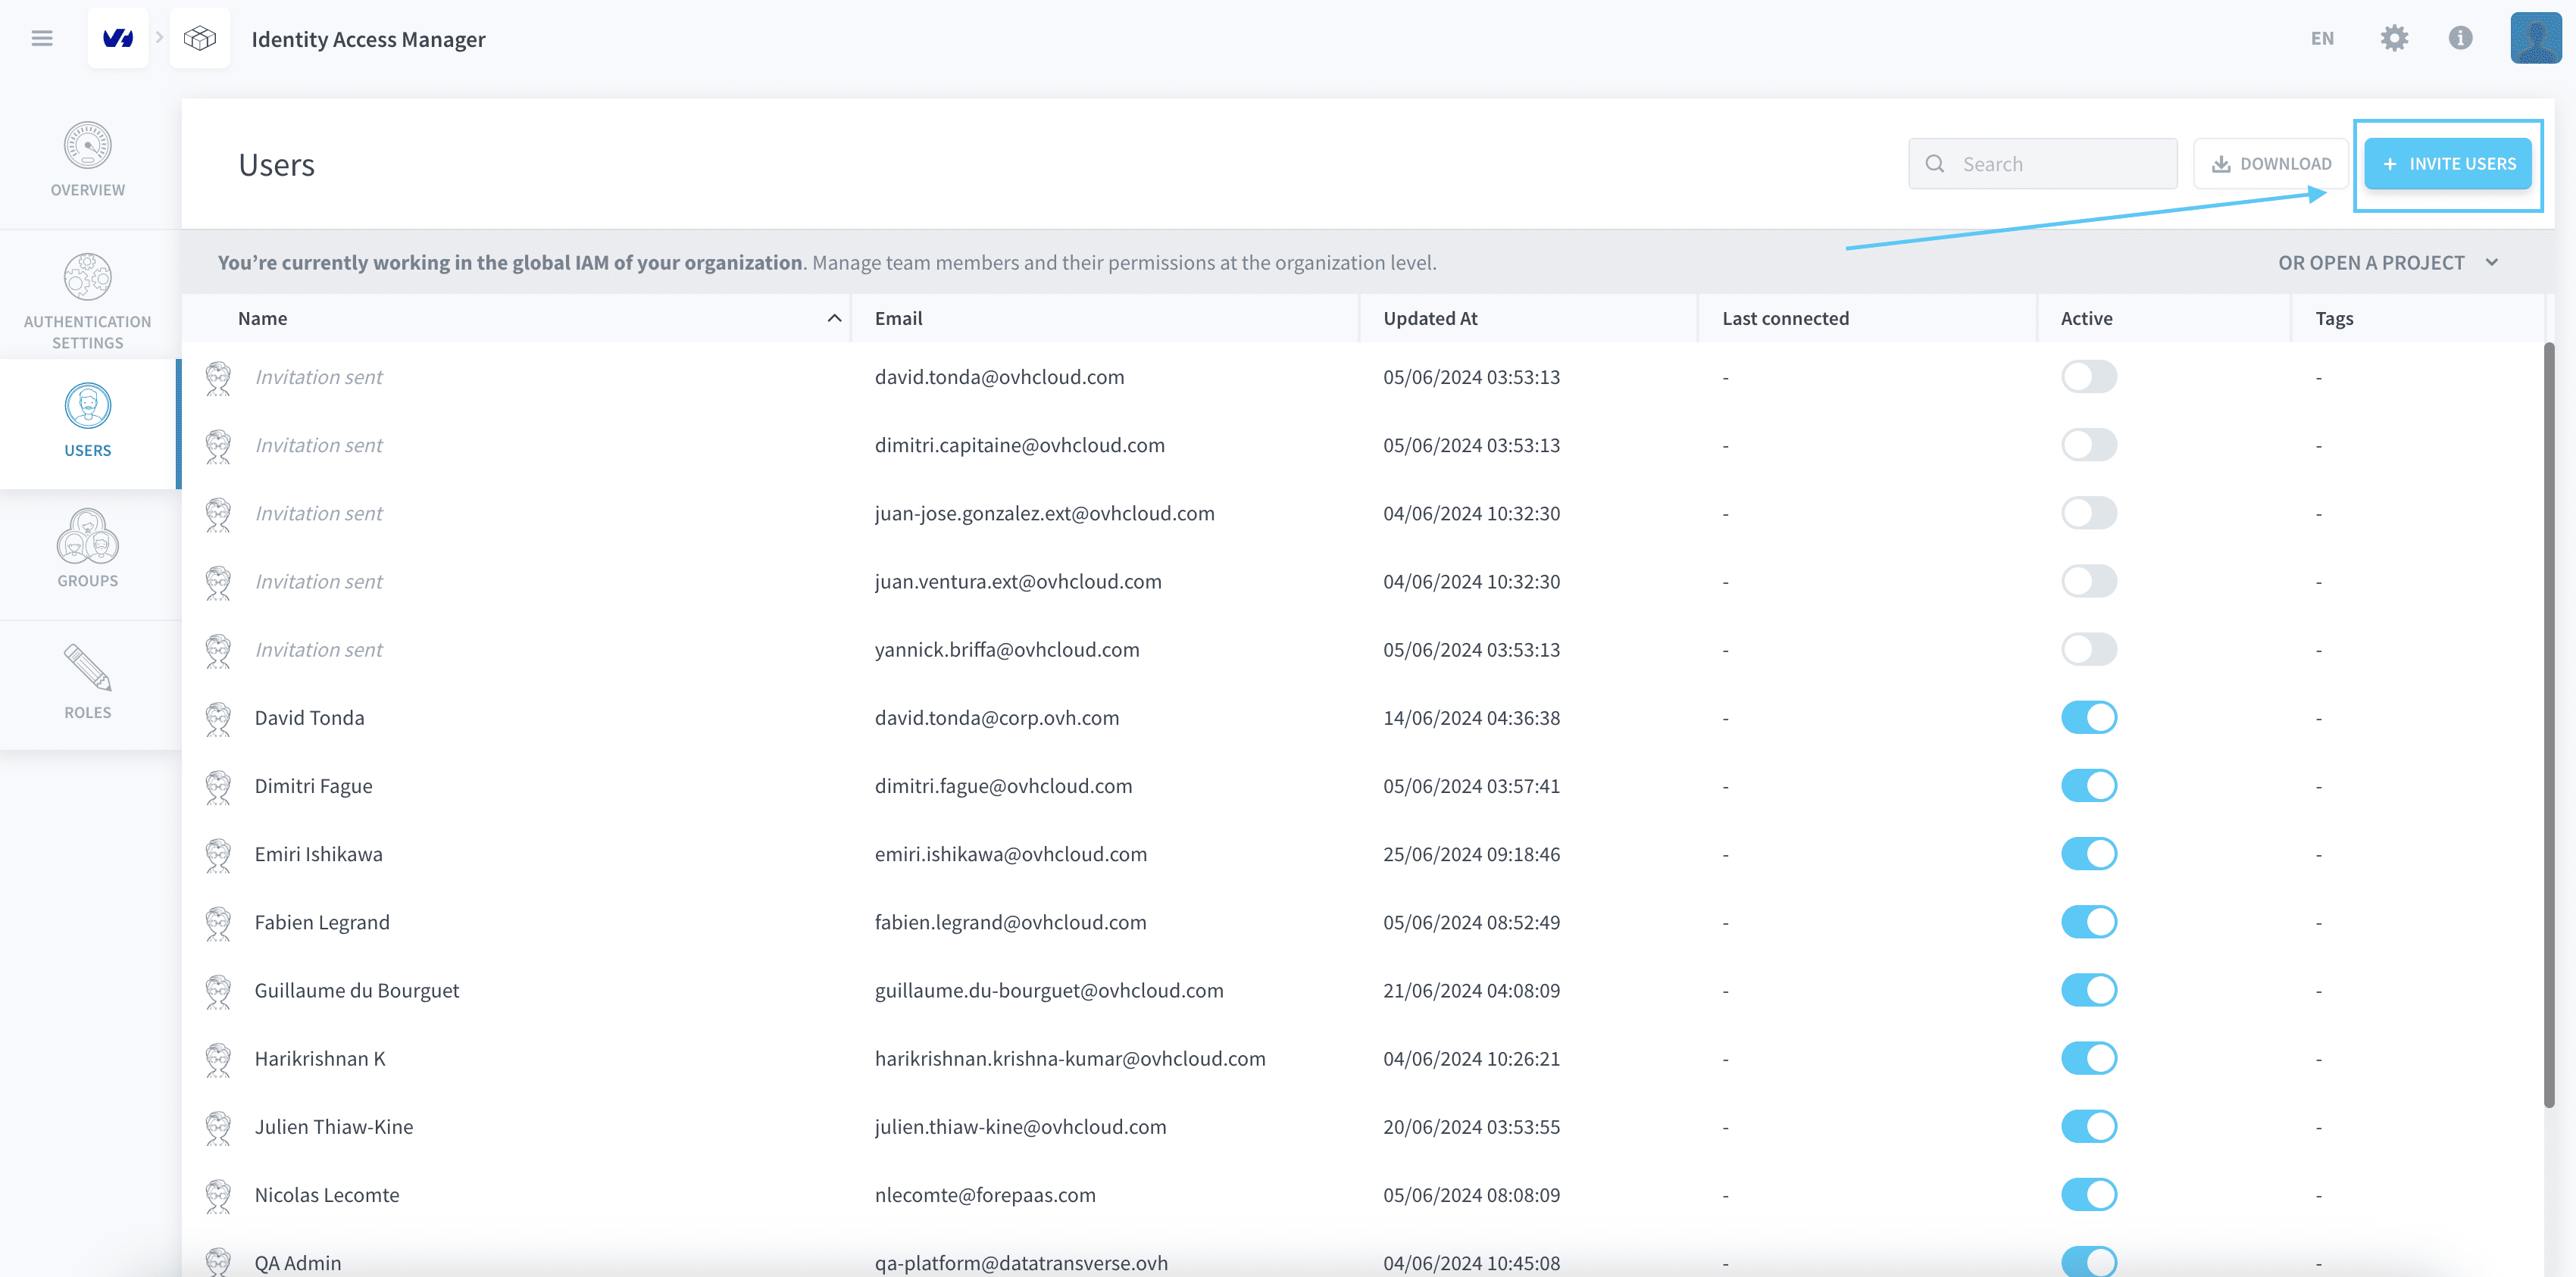 Identity Access Manager
EN
OVERVIEW
AUTHENTICATION
SETTINGS
USERS
GROUPS
ROLES
Users
Search
DOWNLOAD
+ INVITE USERS
You’re currently working in the global IAM of your organization. Manage team members and their permissions at the organization level.
OR OPEN A PROJECT
Name Email Updated At Last connected Active Tags
Invitation sent david.tonda@ovhcloud.com 05/06/2024 03:53:13 - -
Invitation sent dimitri.capitaine@ovhcloud.com 05/06/2024 03:53:13 - -
Invitation sent juan-jose.gonzalez.ext@ovhcloud.com 04/06/2024 10:32:30 - -
Invitation sent juan.ventura.ext@ovhcloud.com 04/06/2024 10:32:30 - -
Invitation sent yannick.briffa@ovhcloud.com 05/06/2024 03:53:13 - -
David Tonda david.tonda@corp.ovh.com 14/06/2024 04:36:38 - -
Dimitri Fague dimitri.fague@ovhcloud.com 05/06/2024 03:57:41 - -
Emiri Ishikawa emiri.ishikawa@ovhcloud.com 25/06/2024 09:18:46 - -
Fabien Legrand fabien.legrand@ovhcloud.com 05/06/2024 08:52:49 - -
Guillaume du Bourguet guillaume.du-bourguet@ovhcloud.com 21/06/2024 04:08:09 - -
Harikrishnan K harikrishnan.krishna-kumar@ovhcloud.com 04/06/2024 10:26:21 - -
Julien Thiaw-Kine julien.thiaw-kine@ovhcloud.com 20/06/2024 03:53:55 - -
Nicolas Lecomte nlecomte@forepaas.com 05/06/2024 08:08:09 - -
QA Admin qa-platform@datatransverse.ovh 04/06/2024 10:45:08 - -